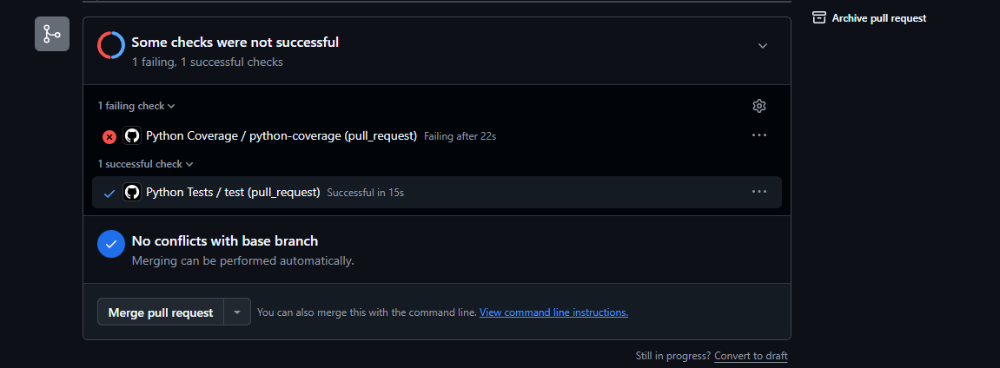 Archive pull request
Some checks were not successful
1 failing, 1 successful checks
1 failing check
Python Coverage / python-coverage (pull_request) Failing after 22s
1 successful check
Python Tests / test (pull_request) Successful in 15s
No conflicts with base branch
Merging can be performed automatically.
Merge pull request
You can also merge this with the command line. View command line instructions.
Still in progress? Convert to draft